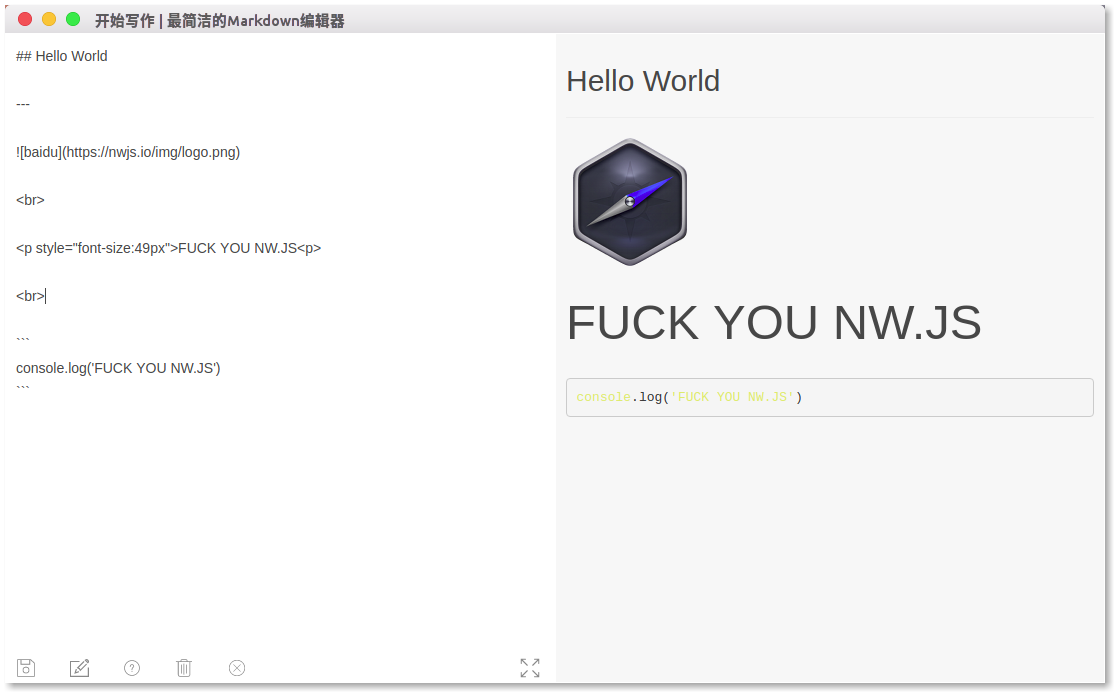 开始写作 | 最简洁的Markdown编辑器
## Hello World
---
![baidu](https://nwjs.io/img/logo.png)
<br>
<p style="font-size:49px">FUCK YOU NW.JS<p>
<br>
```
console.log('FUCK YOU NW.JS')
```
Hello World
FUCK YOU NW.JS
console.log('FUCK YOU NW.JS')